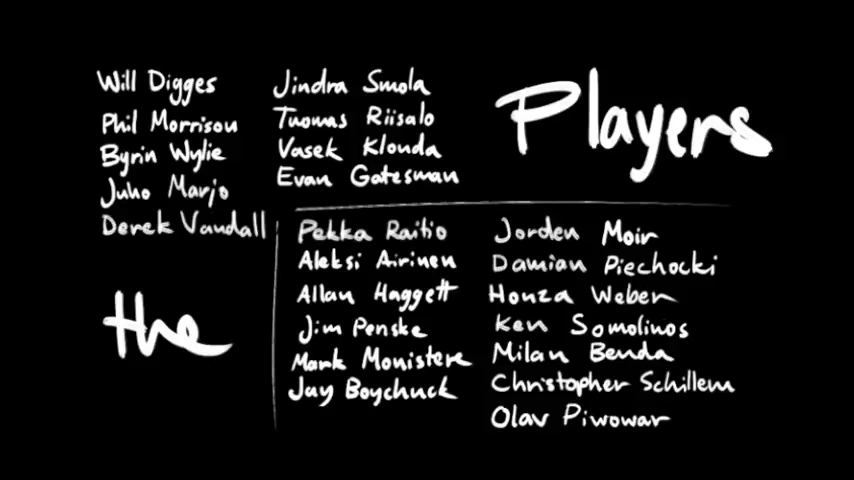 Will Digges
Phil Morrison
Byrin Wylie
Juho Marjo
Derek Vandall
Jindra Smola
Tuomas Riisalo
Vasek Klouda
Evan Gatesman
Players
the
Pekka Raitio
Aleksi Airinen
Allan Haggett
Jim Penske
Mark Monistere
Jay Boychuck
Jorden Moir
Damian Piechocki
Honza Weber
Ken Somolinos
Milan Benda
Christopher Schillem
Olav Piwowar